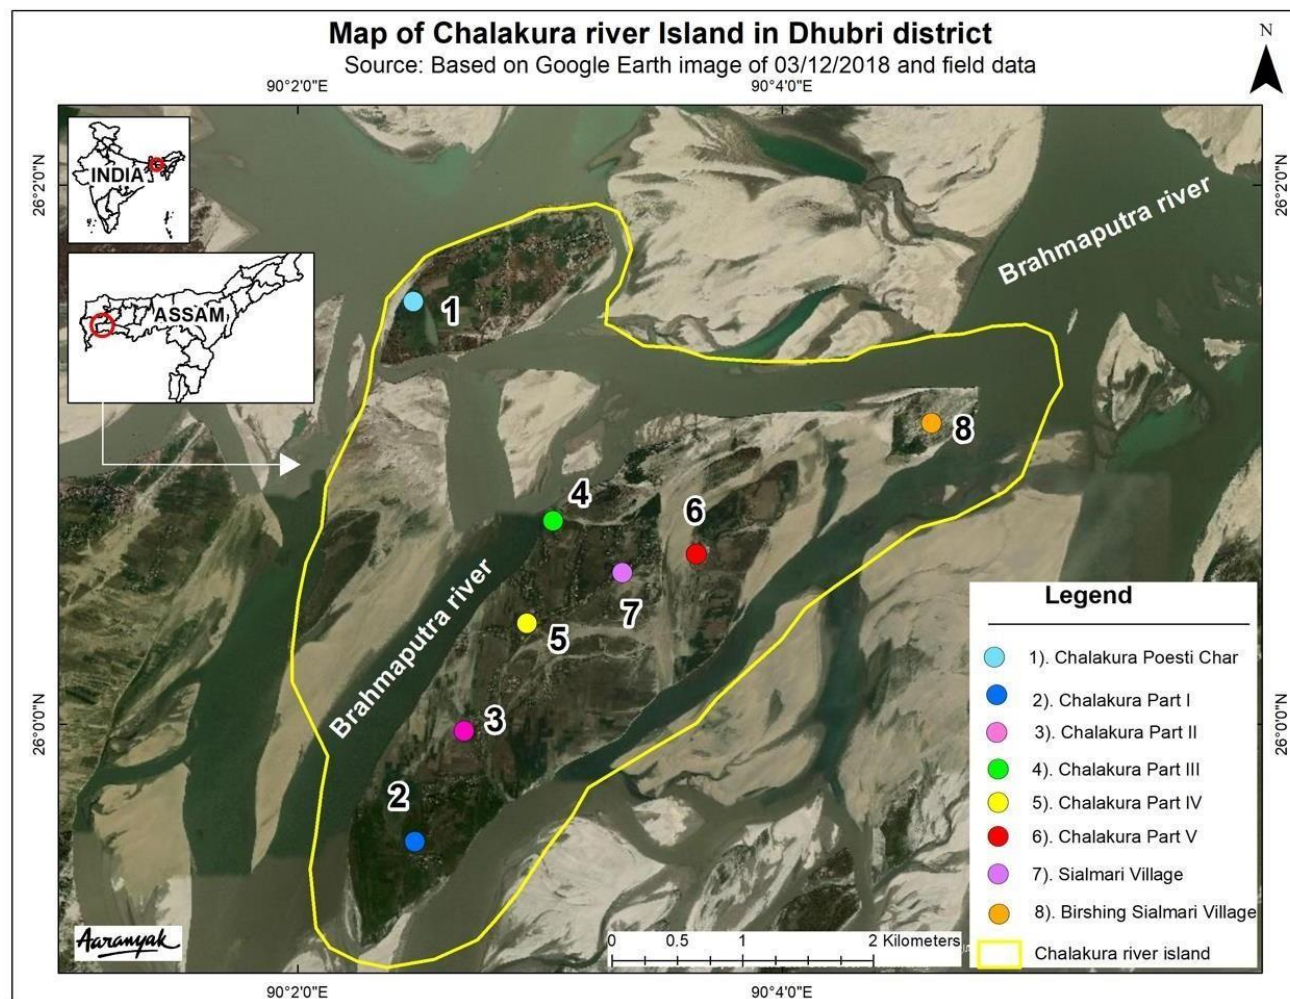 Map of Chalakura river Island in Dhubri district
Source: Based on Google Earth image of 03/12/2018 and field data
N
90°2'0"E
90°4'0"E
26°2'0"N
26°2'0"N
INDIA
ASSAM
Brahmaputra river
1
8
4
6
7
5
Brahmaputra river
3
2
26°0'0"N
26°0'0"N
Legend
1). Chalakura Poesti Char
2). Chalakura Part I
3). Chalakura Part II
4). Chalakura Part III
5). Chalakura Part IV
6). Chalakura Part V
7). Sialmari Village
8). Birshing Sialmari Village
Chalakura river island
Aaranyak
0 0.5 1 2 Kilometers
90°2'0"E
90°4'0"E